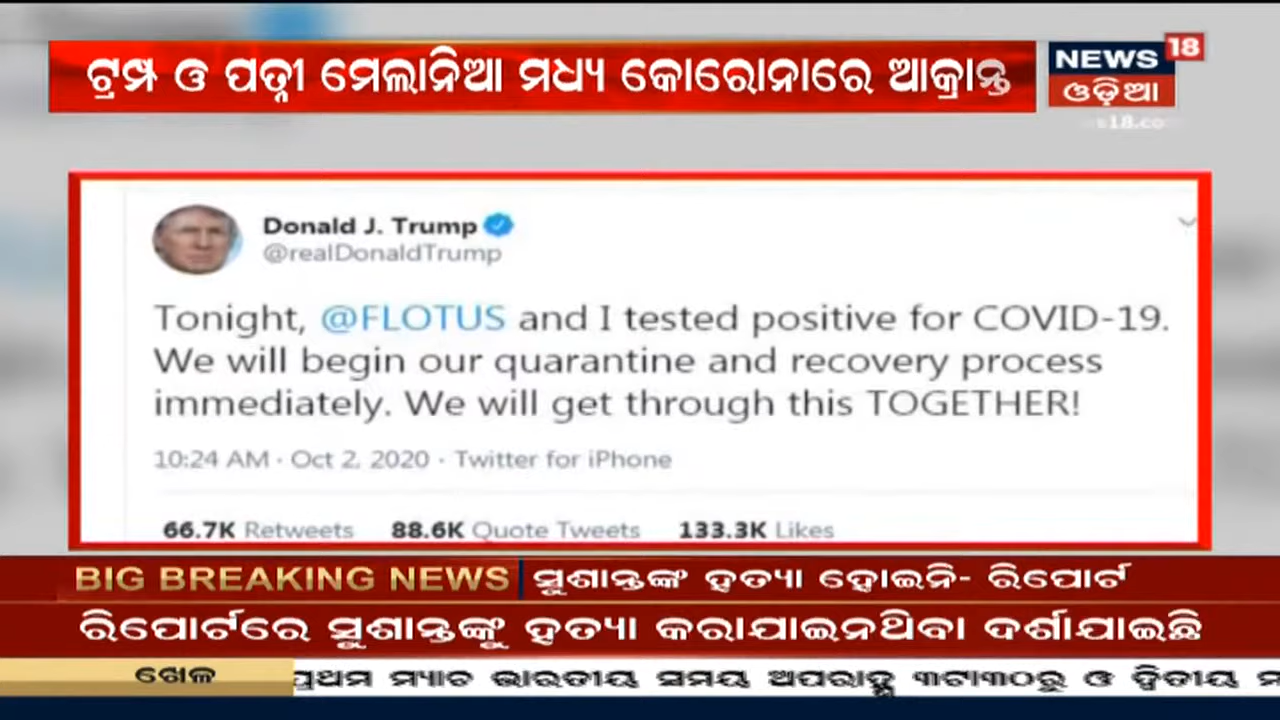 ଟ୍ରମ୍ପ ଓ ପତ୍ନୀ ମେଲାନିଆ ମଧ୍ୟ କୋରୋନାରେ ଆକ୍ରାନ୍ତ
NEWS 18
ଓଡ଼ିଆ
s18.co
Donald J. Trump
@realDonaldTrump
Tonight, @FLOTUS and I tested positive for COVID-19.
We will begin our quarantine and recovery process
immediately. We will get through this TOGETHER!
10:24 AM · Oct 2, 2020 · Twitter for iPhone
66.7K Retweets 88.6K Quote Tweets 133.3K Likes
BIG BREAKING NEWS ସୁଶାନ୍ତଙ୍କ ହତ୍ୟା ହୋଇନି- ରିପୋର୍ଟ
ରିପୋର୍ଟରେ ସୁଶାନ୍ତଙ୍କୁ ହତ୍ୟା କରାଯାଇନଥିବା ଦର୍ଶାଯାଇଛି
ଖେଳ ପ୍ରଥମ ମ୍ୟାଚ ଭାରତୀୟ ସମୟ ଅପରାହ୍ଣ ୩ଟା୩୦ରୁ ଓ ଦ୍ୱିତୀୟ